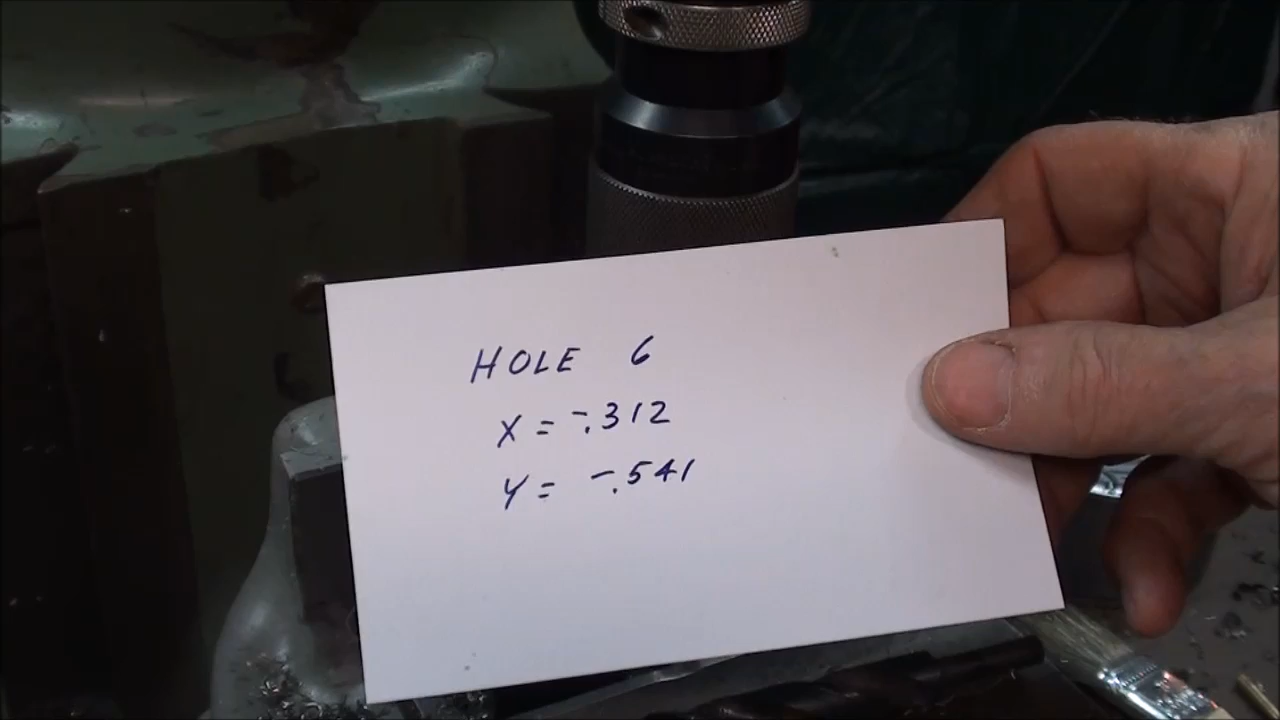 HOLE 6
X = -.312
Y = -.541